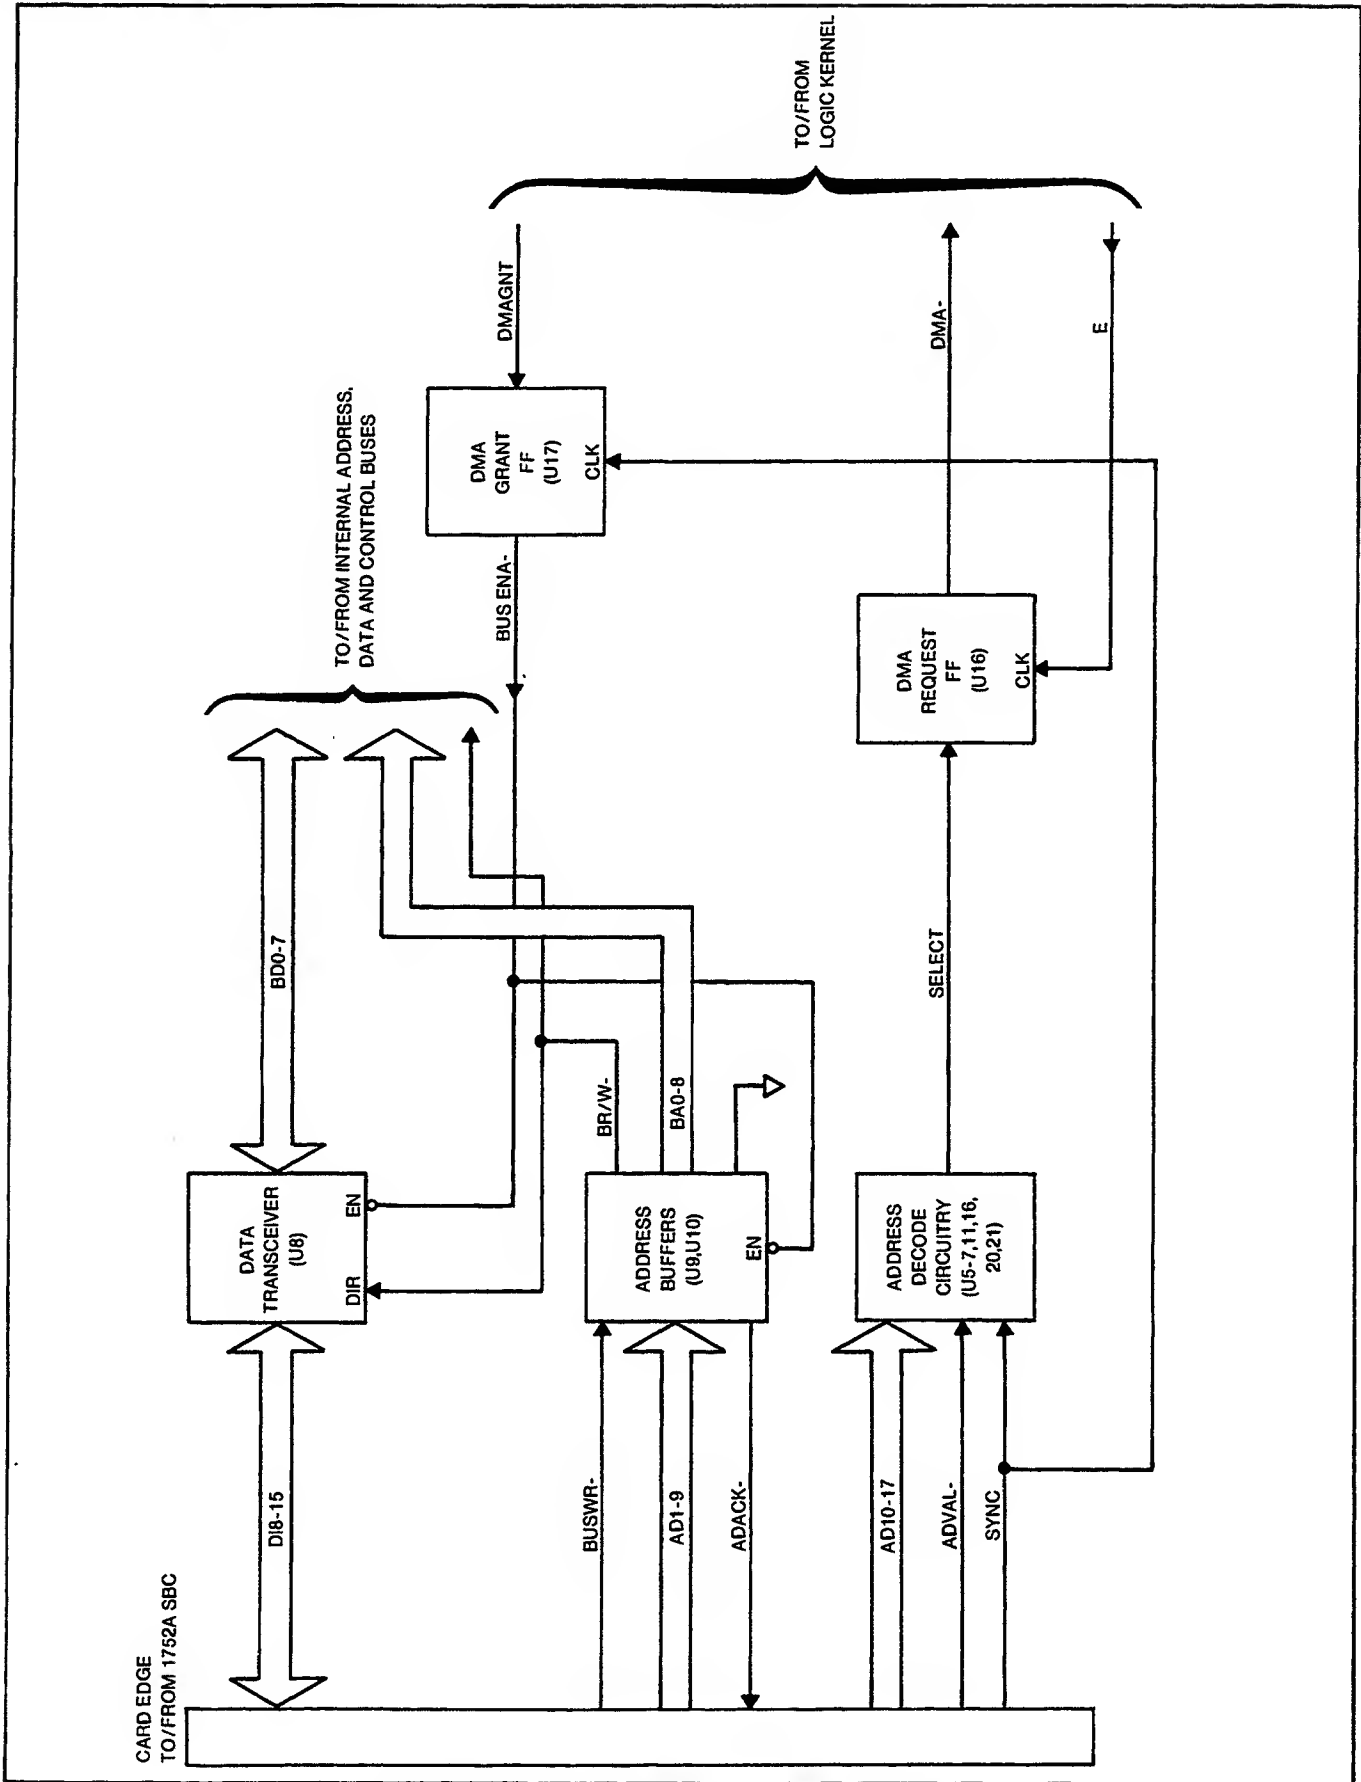 CARD EDGE
TO/FROM 1752A SBC
DI8-15
DATA
TRANSCEIVER
(U8)
DIR
EN
BD0-7
TO/FROM INTERNAL ADDRESS,
DATA AND CONTROL BUSES
BUSWR-
AD1-9
ADACK-
ADDRESS
BUFFERS
(U9,U10)
EN
BR/W-
BA0-8
BUS ENA-
DMA
GRANT
FF
(U17)
CLK
DMAGNT
AD10-17
ADVAL-
SYNC
ADDRESS
DECODE
CIRCUITRY
(U5-7,11,16,
20,21)
SELECT
DMA
REQUEST
FF
(U16)
CLK
DMA-
E
TO/FROM
LOGIC KERNEL